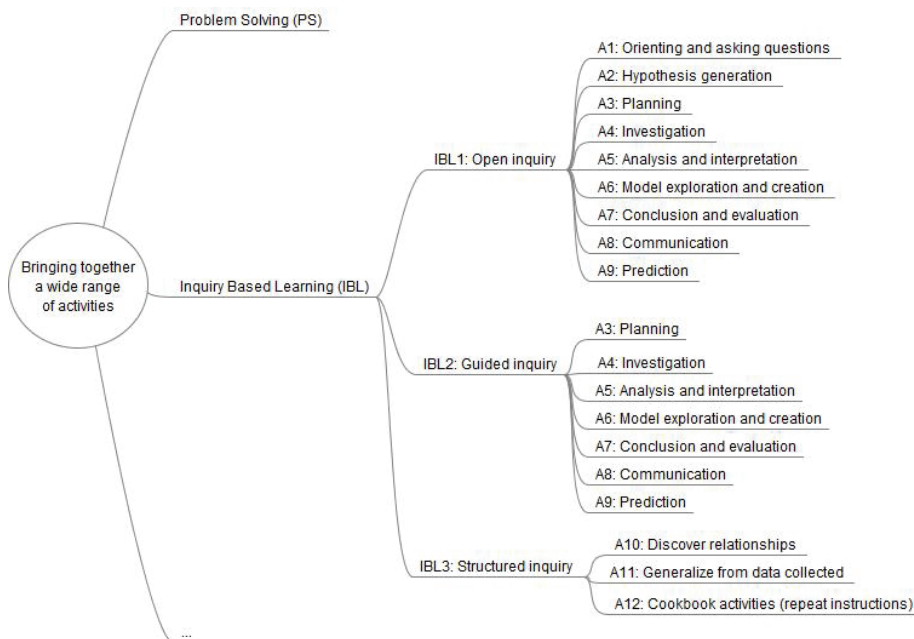 Problem Solving (PS)
Bringing together
a wide range
of activities
Inquiry Based Learning (IBL)
IBL1: Open inquiry
A1: Orienting and asking questions
A2: Hypothesis generation
A3: Planning
A4: Investigation
A5: Analysis and interpretation
A6: Model exploration and creation
A7: Conclusion and evaluation
A8: Communication
A9: Prediction
IBL2: Guided inquiry
A3: Planning
A4: Investigation
A5: Analysis and interpretation
A6: Model exploration and creation
A7: Conclusion and evaluation
A8: Communication
A9: Prediction
IBL3: Structured inquiry
A10: Discover relationships
A11: Generalize from data collected
A12: Cookbook activities (repeat instructions)
...